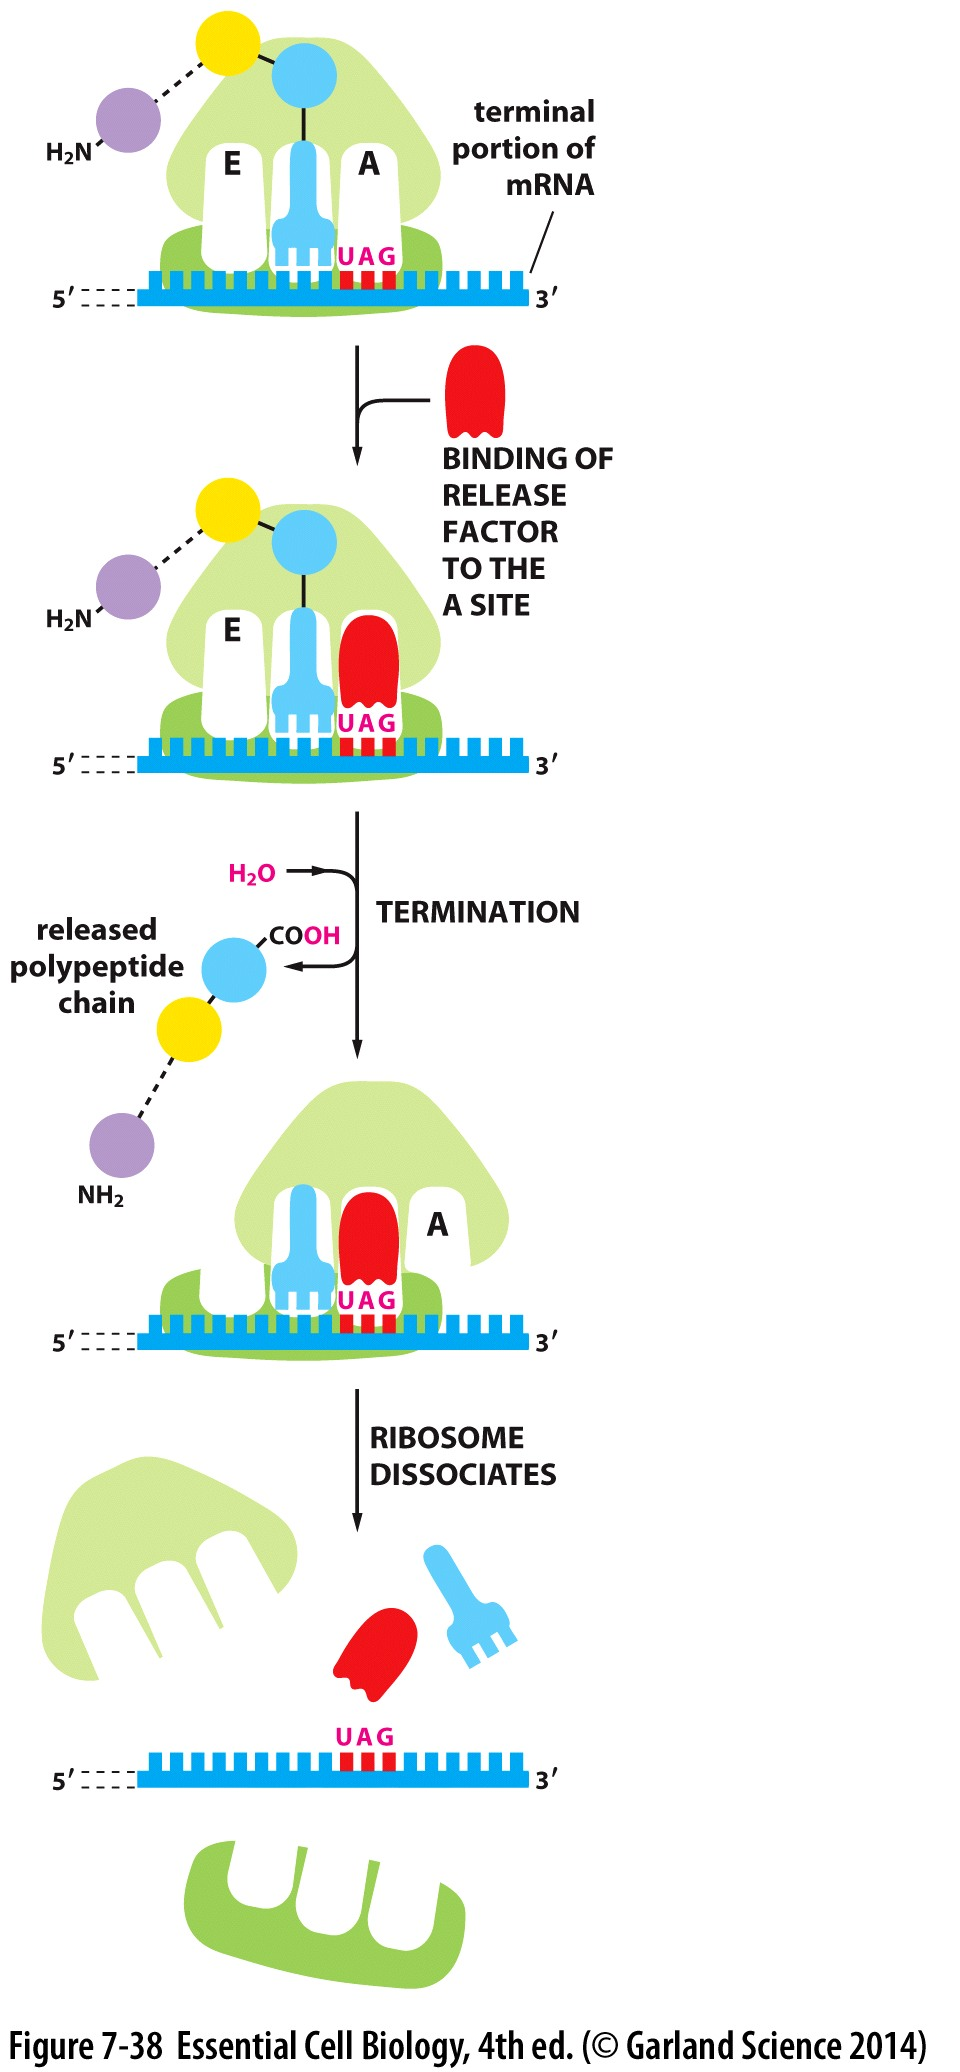 H₂N
E
A
UAG
terminal
portion of
mRNA
5′
3′
BINDING OF
RELEASE
FACTOR
TO THE
A SITE
H₂N
E
UAG
5′
3′
H₂O
TERMINATION
COOH
released
polypeptide
chain
NH₂
A
UAG
5′
3′
RIBOSOME
DISSOCIATES
UAG
5′
3′
Figure 7-38 Essential Cell Biology, 4th ed. (© Garland Science 2014)